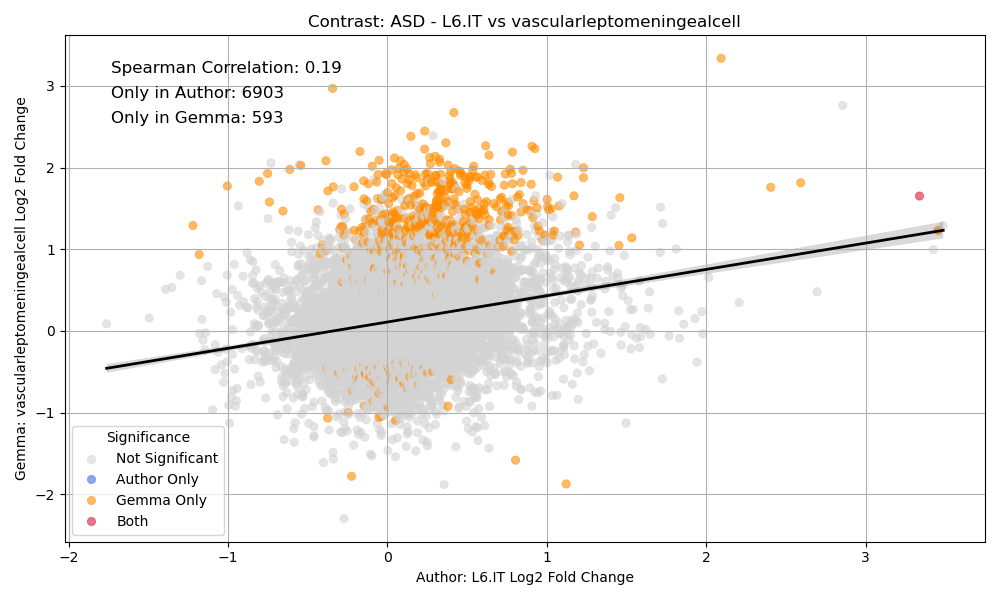 Contrast: ASD - L6.IT vs vascularleptomeningealcell
Spearman Correlation: 0.19
Only in Author: 6903
Only in Gemma: 593
Gemma: vascularleptomeningealcell Log2 Fold Change
3
2
1
0
−1
−2
Significance
Not Significant
Author Only
Gemma Only
Both
−2 −1 0 1 2 3
Author: L6.IT Log2 Fold Change